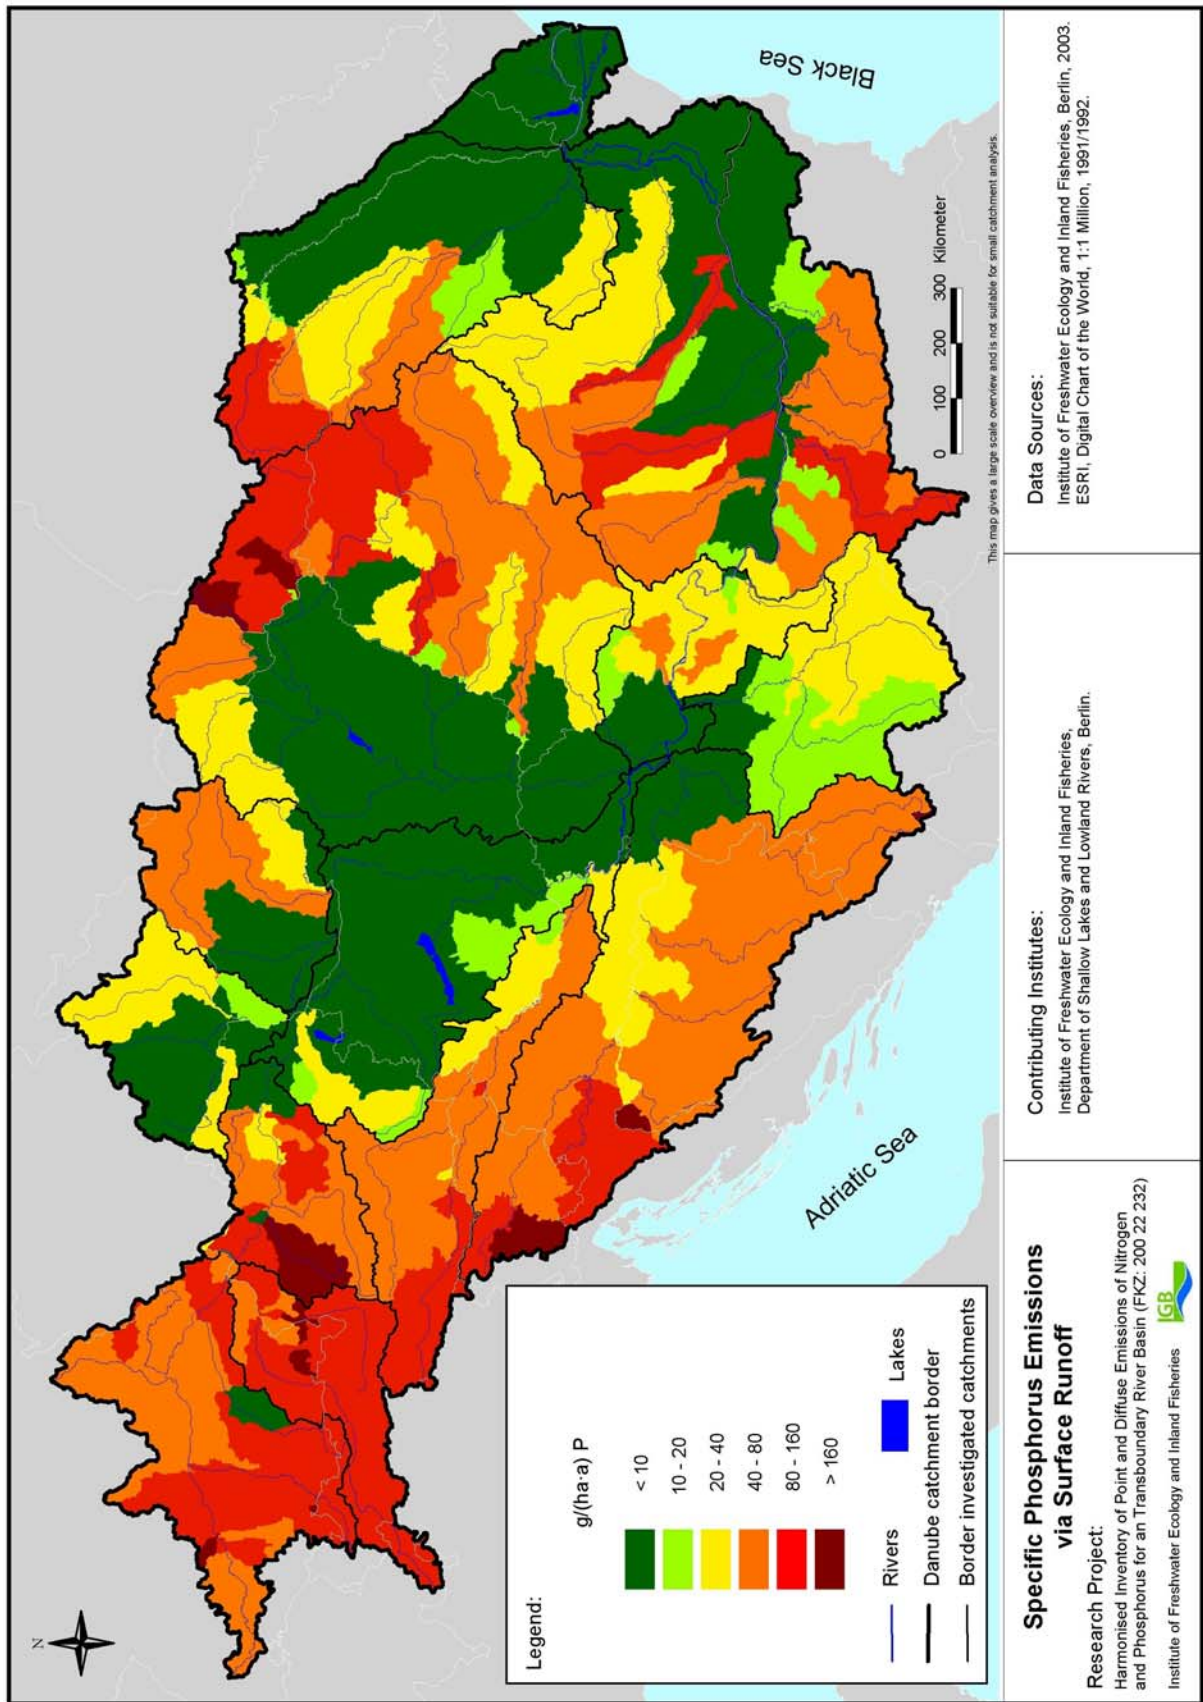 N
Black Sea
Adriatic Sea
0 100 200 300 Kilometer
This map gives a large scale overview and is not suitable for small catchment analysis.
Legend:
g/(ha·a) P
< 10
10 - 20
20 - 40
40 - 80
80 - 160
> 160
Rivers
Lakes
Danube catchment border
Border investigated catchments
Specific Phosphorus Emissions
via Surface Runoff
Research Project:
Harmonised Inventory of Point and Diffuse Emissions of Nitrogen
and Phosphorus for an Transboundary River Basin (FKZ: 200 22 232)
Institute of Freshwater Ecology and Inland Fisheries
IGB
Contributing Institutes:
Institute of Freshwater Ecology and Inland Fisheries,
Department of Shallow Lakes and Lowland Rivers, Berlin.
Data Sources:
Institute of Freshwater Ecology and Inland Fisheries, Berlin, 2003.
ESRI, Digital Chart of the World, 1:1 Million, 1991/1992.